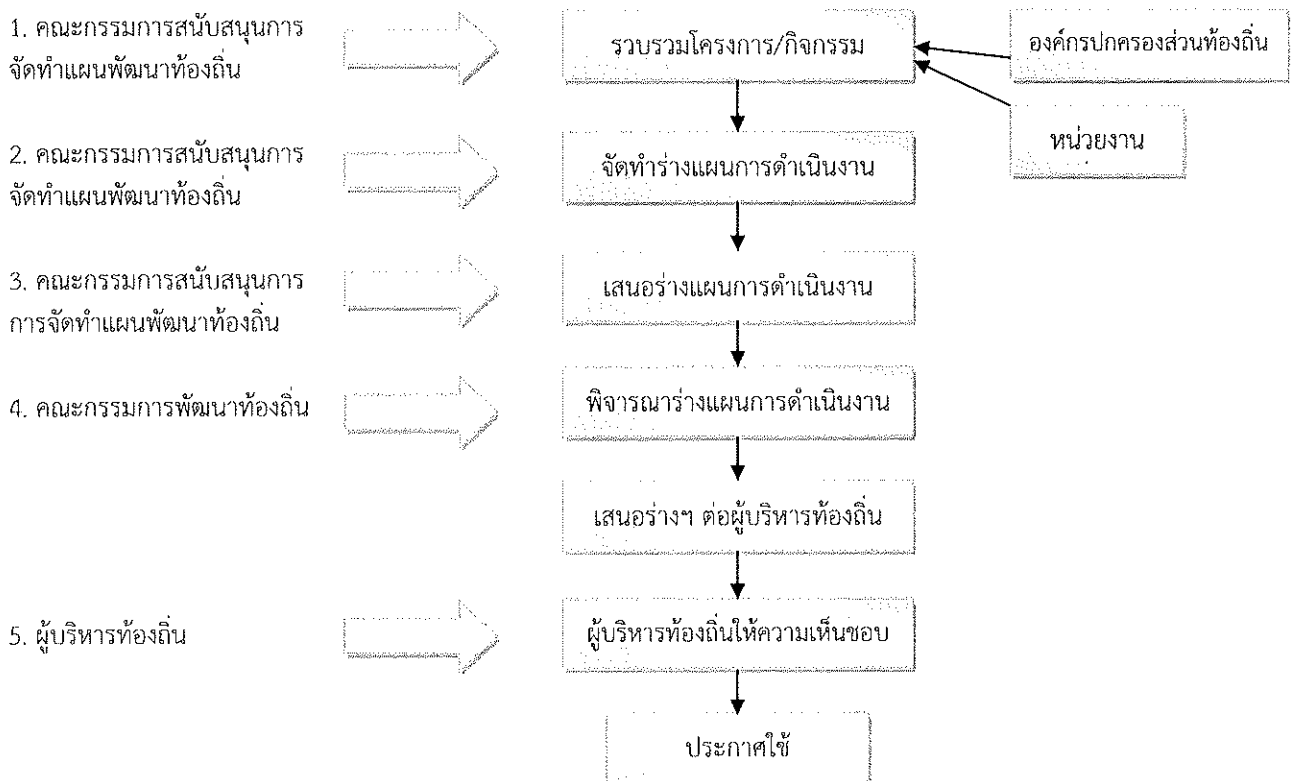 1. คณะกรรมการสนับสนุนการ
จัดทำแผนพัฒนาท้องถิ่น
รวบรวมโครงการ/กิจกรรม
องค์กรปกครองส่วนท้องถิ่น
หน่วยงาน
2. คณะกรรมการสนับสนุนการ
จัดทำแผนพัฒนาท้องถิ่น
จัดทำร่างแผนการดำเนินงาน
3. คณะกรรมการสนับสนุนการ
การจัดทำแผนพัฒนาท้องถิ่น
เสนอร่างแผนการดำเนินงาน
4. คณะกรรมการพัฒนาท้องถิ่น
พิจารณาร่างแผนการดำเนินงาน
เสนอร่างฯ ต่อผู้บริหารท้องถิ่น
5. ผู้บริหารท้องถิ่น
ผู้บริหารท้องถิ่นให้ความเห็นชอบ
ประกาศใช้